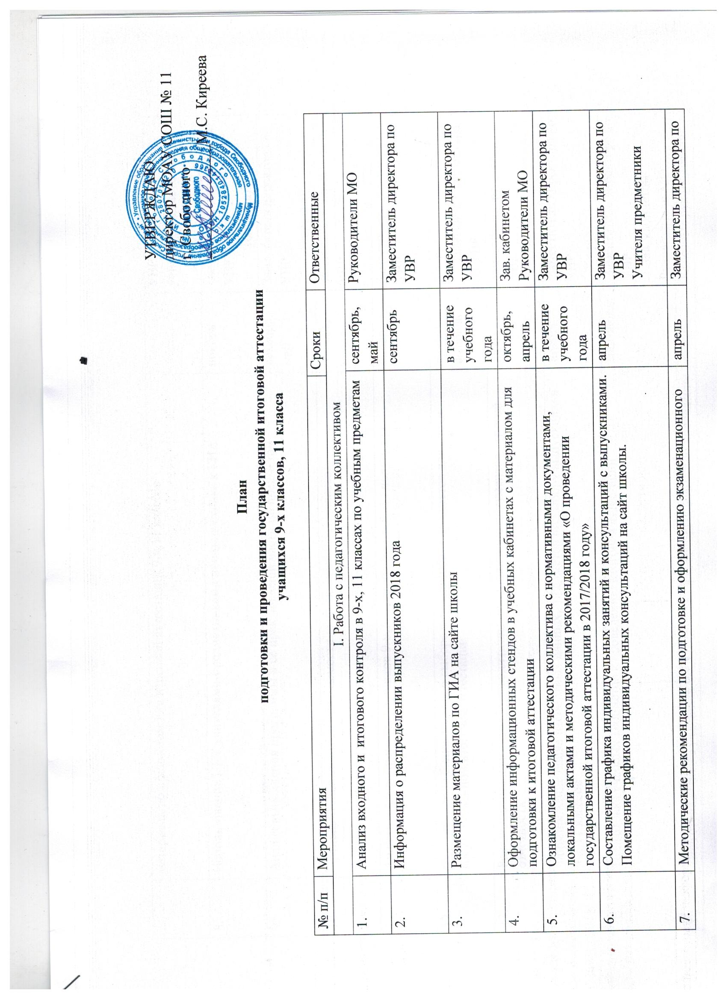 УТВЕРЖДАЮ
директор МОАУ СОШ № 11
г. Свободного
М.С. Киреева
План
подготовки и проведения государственной итоговой аттестации
учащихся 9-х классов, 11 класса
№ п/п Мероприятия Сроки Ответственные
I. Работа с педагогическим коллективом
1. Анализ входного и итогового контроля в 9-х, 11 классах по учебным предметам сентябрь, Руководители МО
май
2. Информация о распределении выпускников 2018 года сентябрь Заместитель директора по
УВР
3. Размещение материалов по ГИА на сайте школы в течение Заместитель директора по
учебного УВР
года
4. Оформление информационных стендов в учебных кабинетах с материалом для октябрь, Зав. кабинетом
подготовки к итоговой аттестации апрель Руководители МО
5. Ознакомление педагогического коллектива с нормативными документами, в течение Заместитель директора по
локальными актами и методическими рекомендациями «О проведении учебного УВР
государственной итоговой аттестации в 2017/2018 году» года
6. Составление графика индивидуальных занятий и консультаций с выпускниками. апрель Заместитель директора по
Помещение графиков индивидуальных консультаций на сайт школы. УВР
Учителя предметники
7. Методические рекомендации по подготовке и оформлению экзаменационного апрель Заместитель директора по